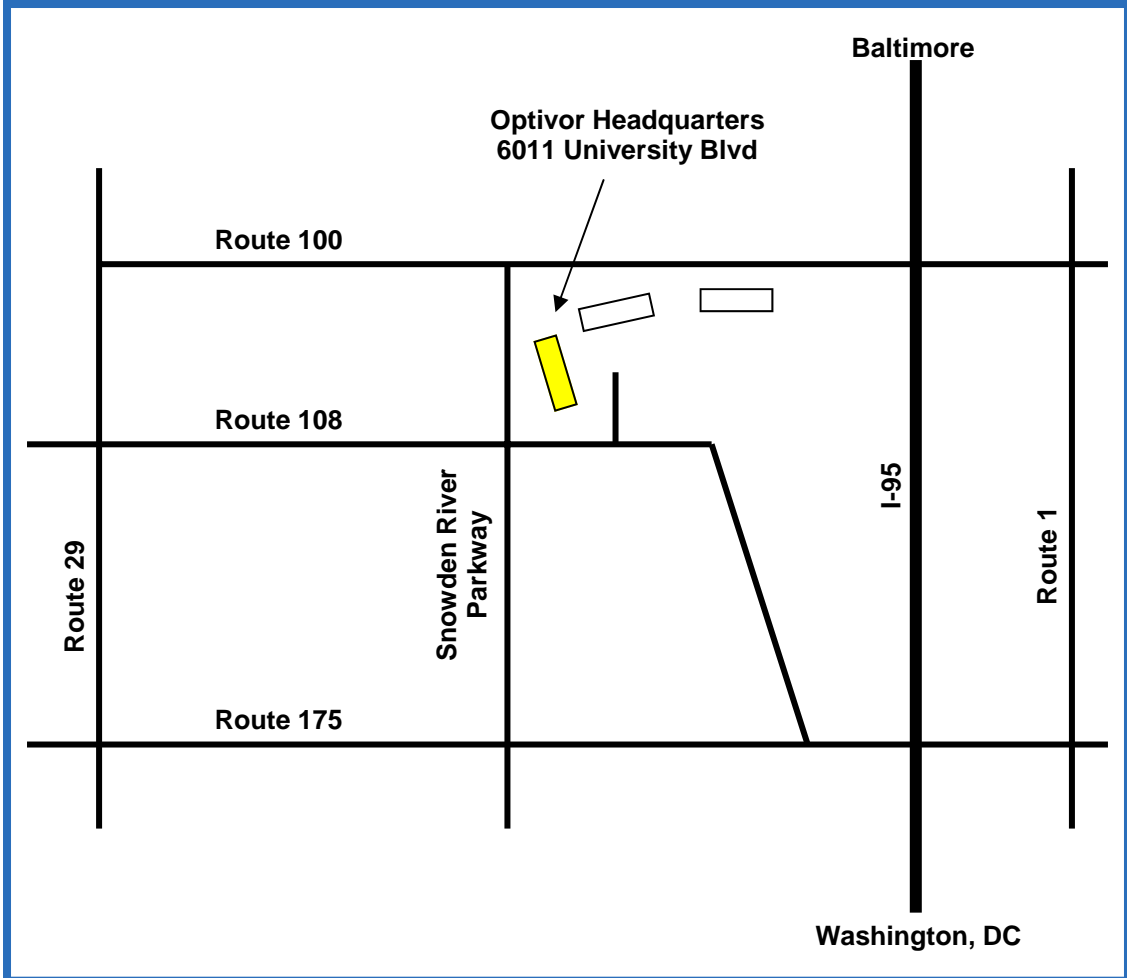 Baltimore
Optivor Headquarters
6011 University Blvd
Route 100
Route 108
Snowden River
Parkway
I-95
Route 1
Route 29
Route 175
Washington, DC